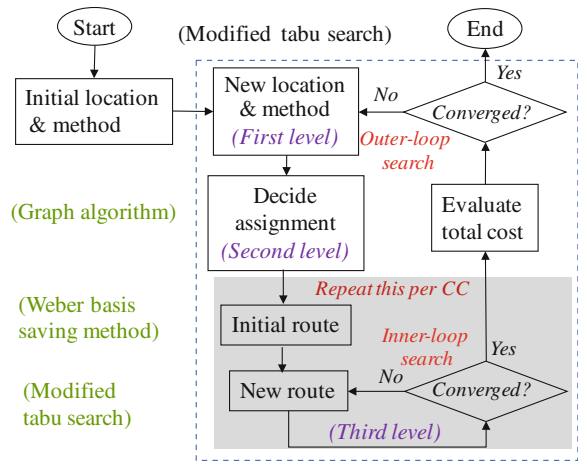 Start
End
(Modified tabu search)
Initial location
& method
New location
& method
(First level)
No
Yes
Converged?
Outer-loop
search
(Graph algorithm)
Decide
assignment
(Second level)
Evaluate
total cost
Repeat this per CC
(Weber basis
saving method)
Initial route
Inner-loop
search
Yes
(Modified
tabu search)
New route
No
Converged?
(Third level)